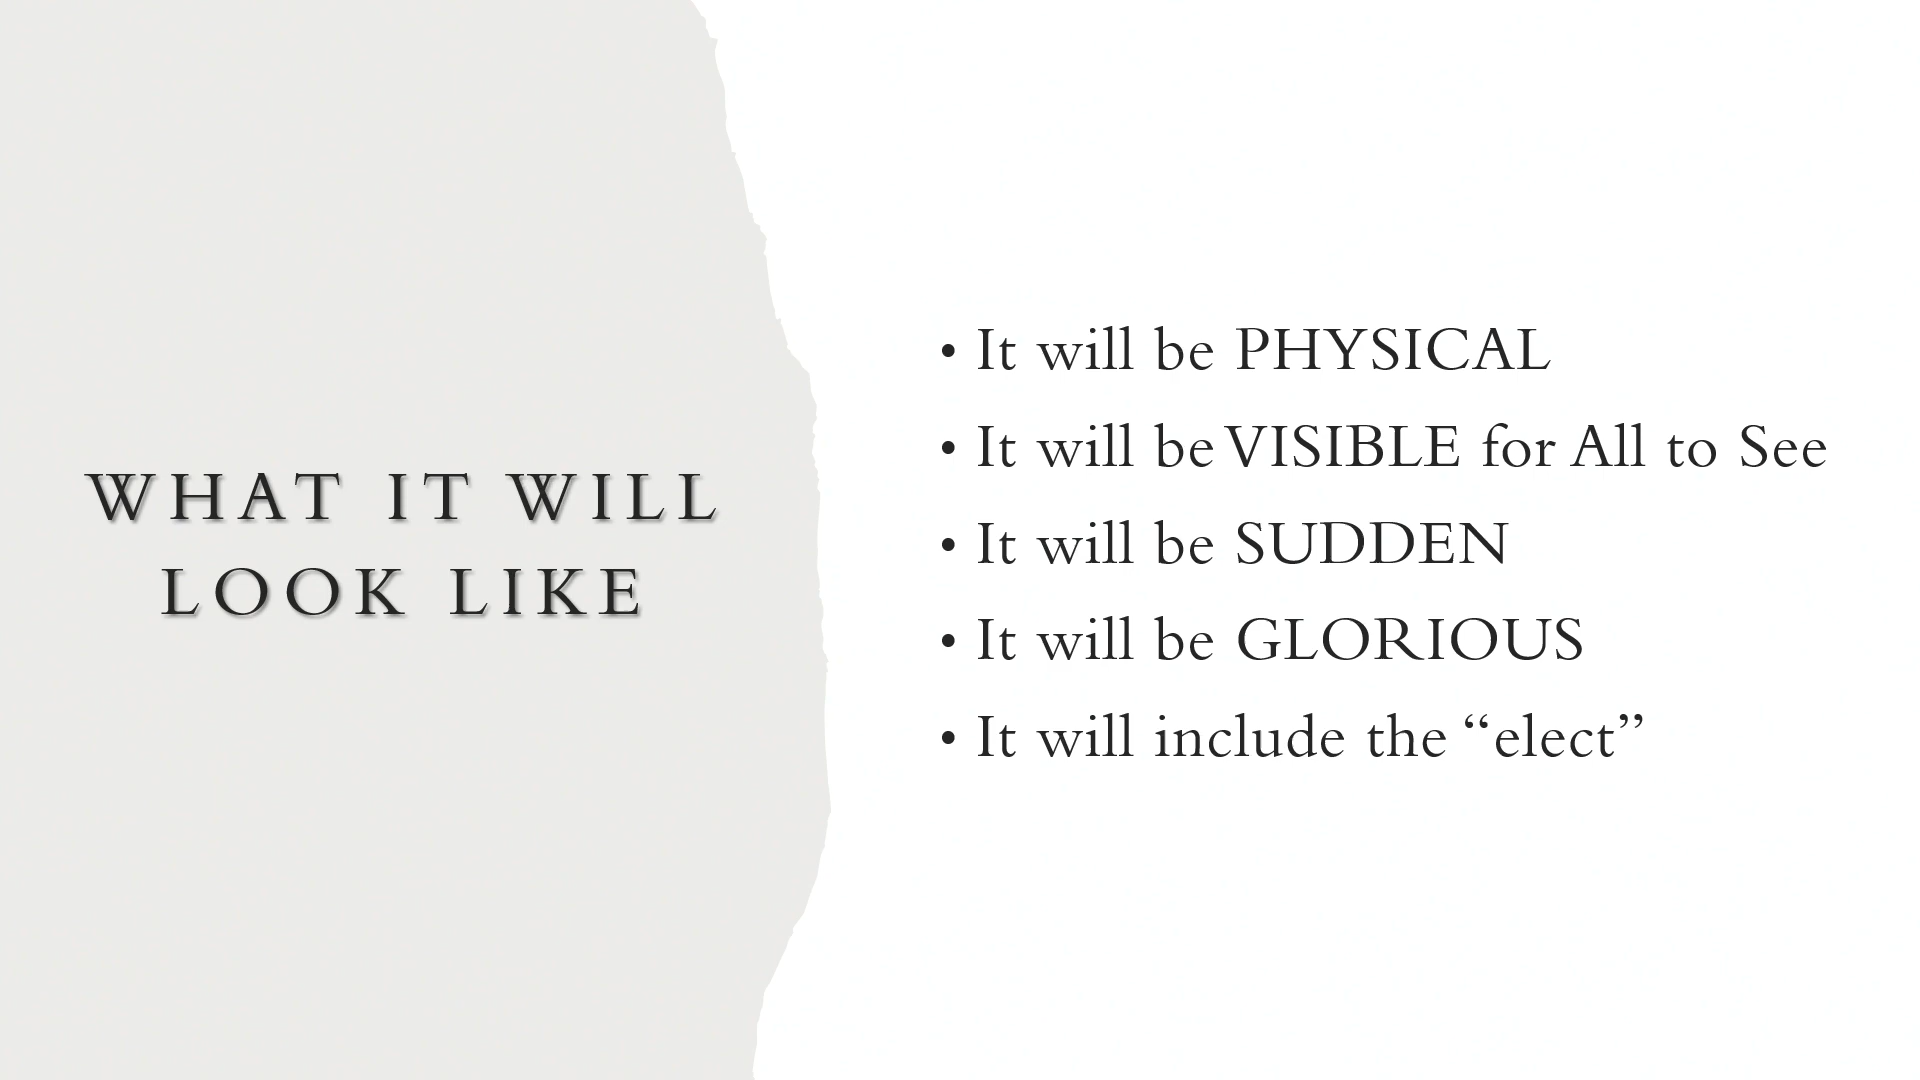 WHAT IT WILL
LOOK LIKE
• It will be PHYSICAL
• It will be VISIBLE for All to See
• It will be SUDDEN
• It will be GLORIOUS
• It will include the “elect”